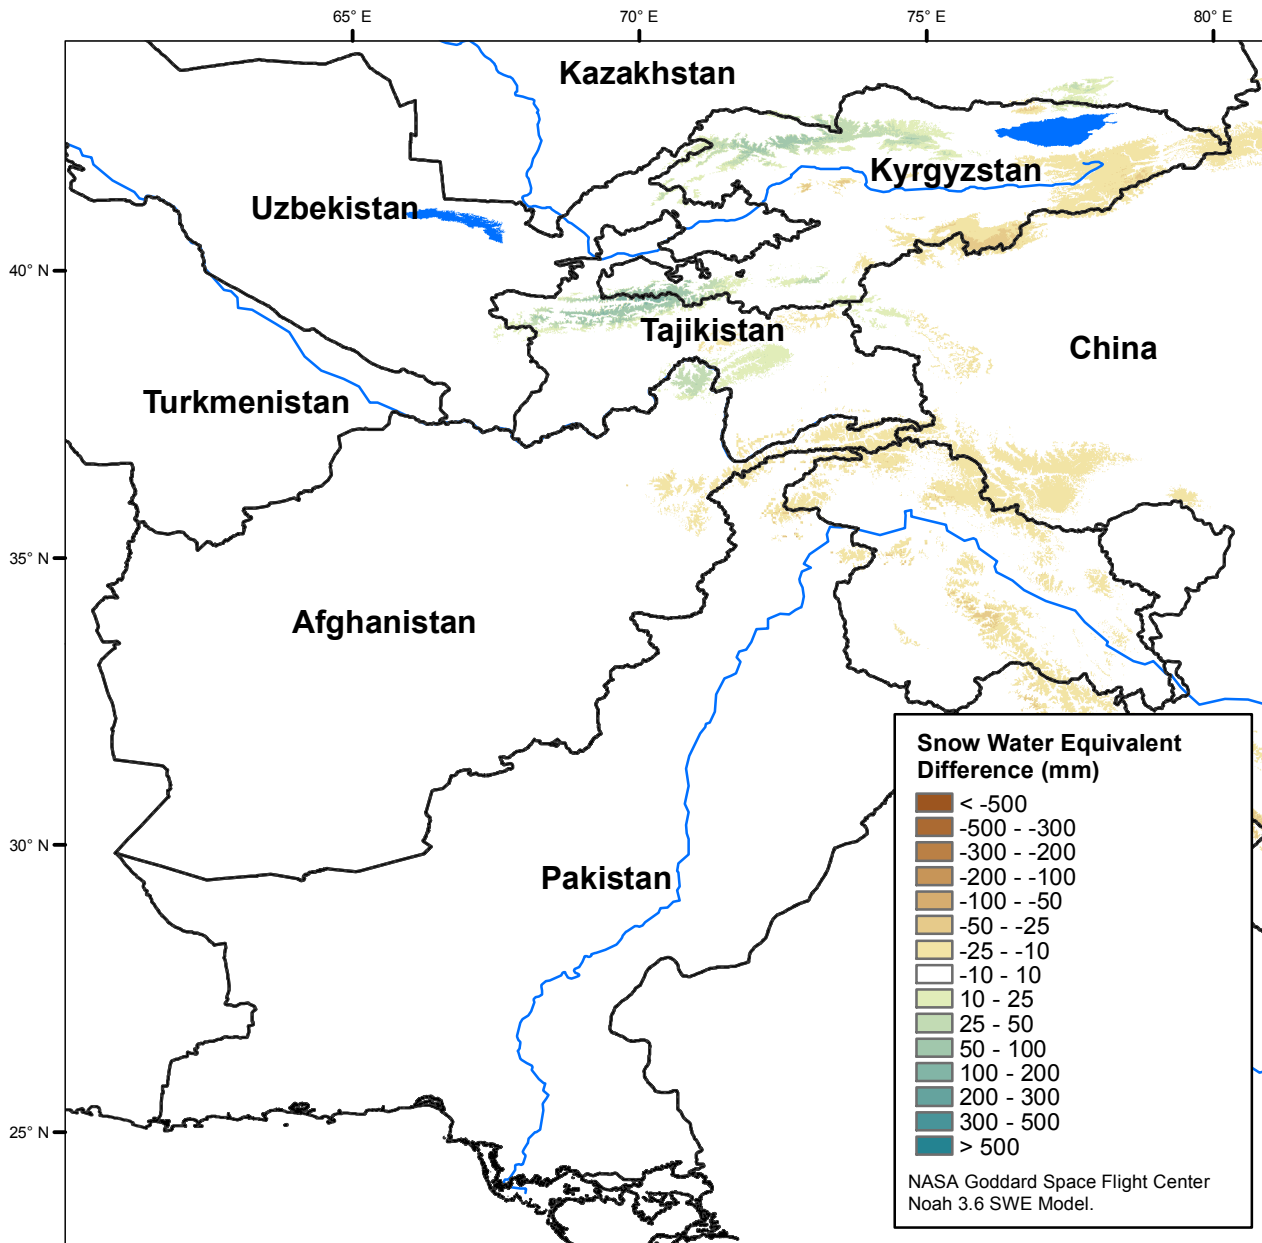 65° E
70° E
75° E
80° E
Kazakhstan
Kyrgyzstan
Uzbekistan
40° N
Tajikistan
China
Turkmenistan
35° N
Afghanistan
30° N
Pakistan
25° N
Snow Water Equivalent
Difference (mm)
< -500
-500 - -300
-300 - -200
-200 - -100
-100 - -50
-50 - -25
-25 - -10
-10 - 10
10 - 25
25 - 50
50 - 100
100 - 200
200 - 300
300 - 500
> 500
NASA Goddard Space Flight Center
Noah 3.6 SWE Model.